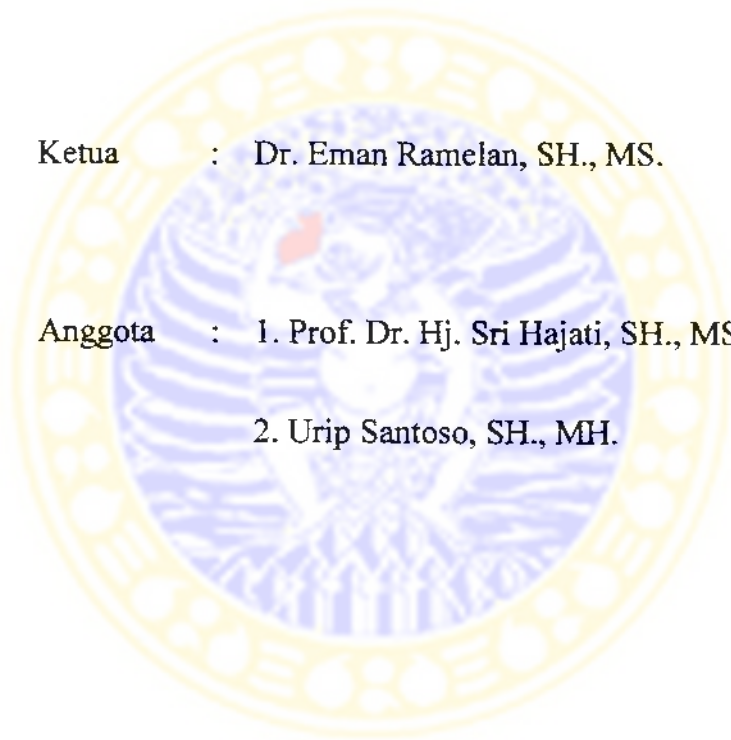 Ketua : Dr. Eman Ramelan, SH., MS.
Anggota : 1. Prof. Dr. Hj. Sri Hajati, SH., MS
2. Urip Santoso, SH., MH.